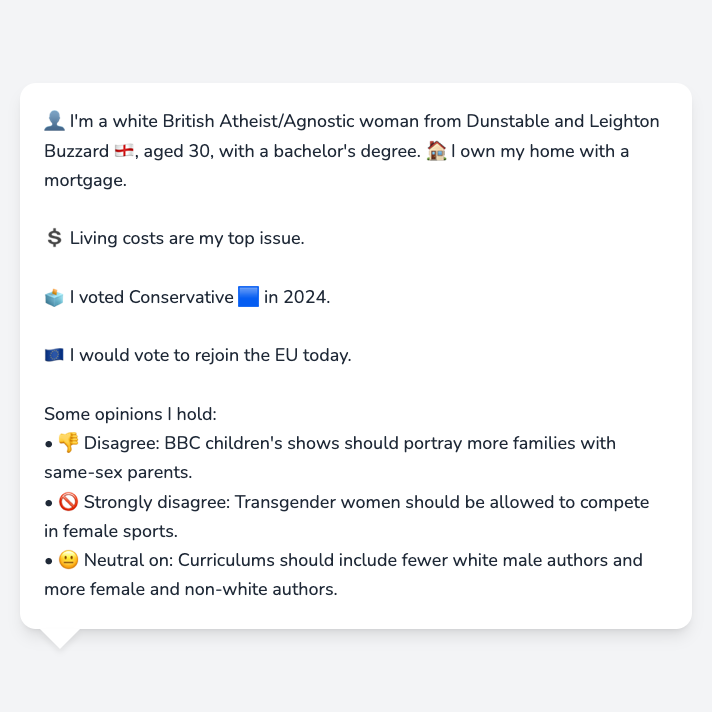 👤 I'm a white British Atheist/Agnostic woman from Dunstable and Leighton
Buzzard 🏴󠁧󠁢󠁥󠁮󠁧󠁿, aged 30, with a bachelor's degree. 🏠 I own my home with a
mortgage.
💲 Living costs are my top issue.
🗳️ I voted Conservative 🟦 in 2024.
🇪🇺 I would vote to rejoin the EU today.
Some opinions I hold:
• 👎 Disagree: BBC children's shows should portray more families with
same-sex parents.
• 🚫 Strongly disagree: Transgender women should be allowed to compete
in female sports.
• 😐 Neutral on: Curriculums should include fewer white male authors and
more female and non-white authors.